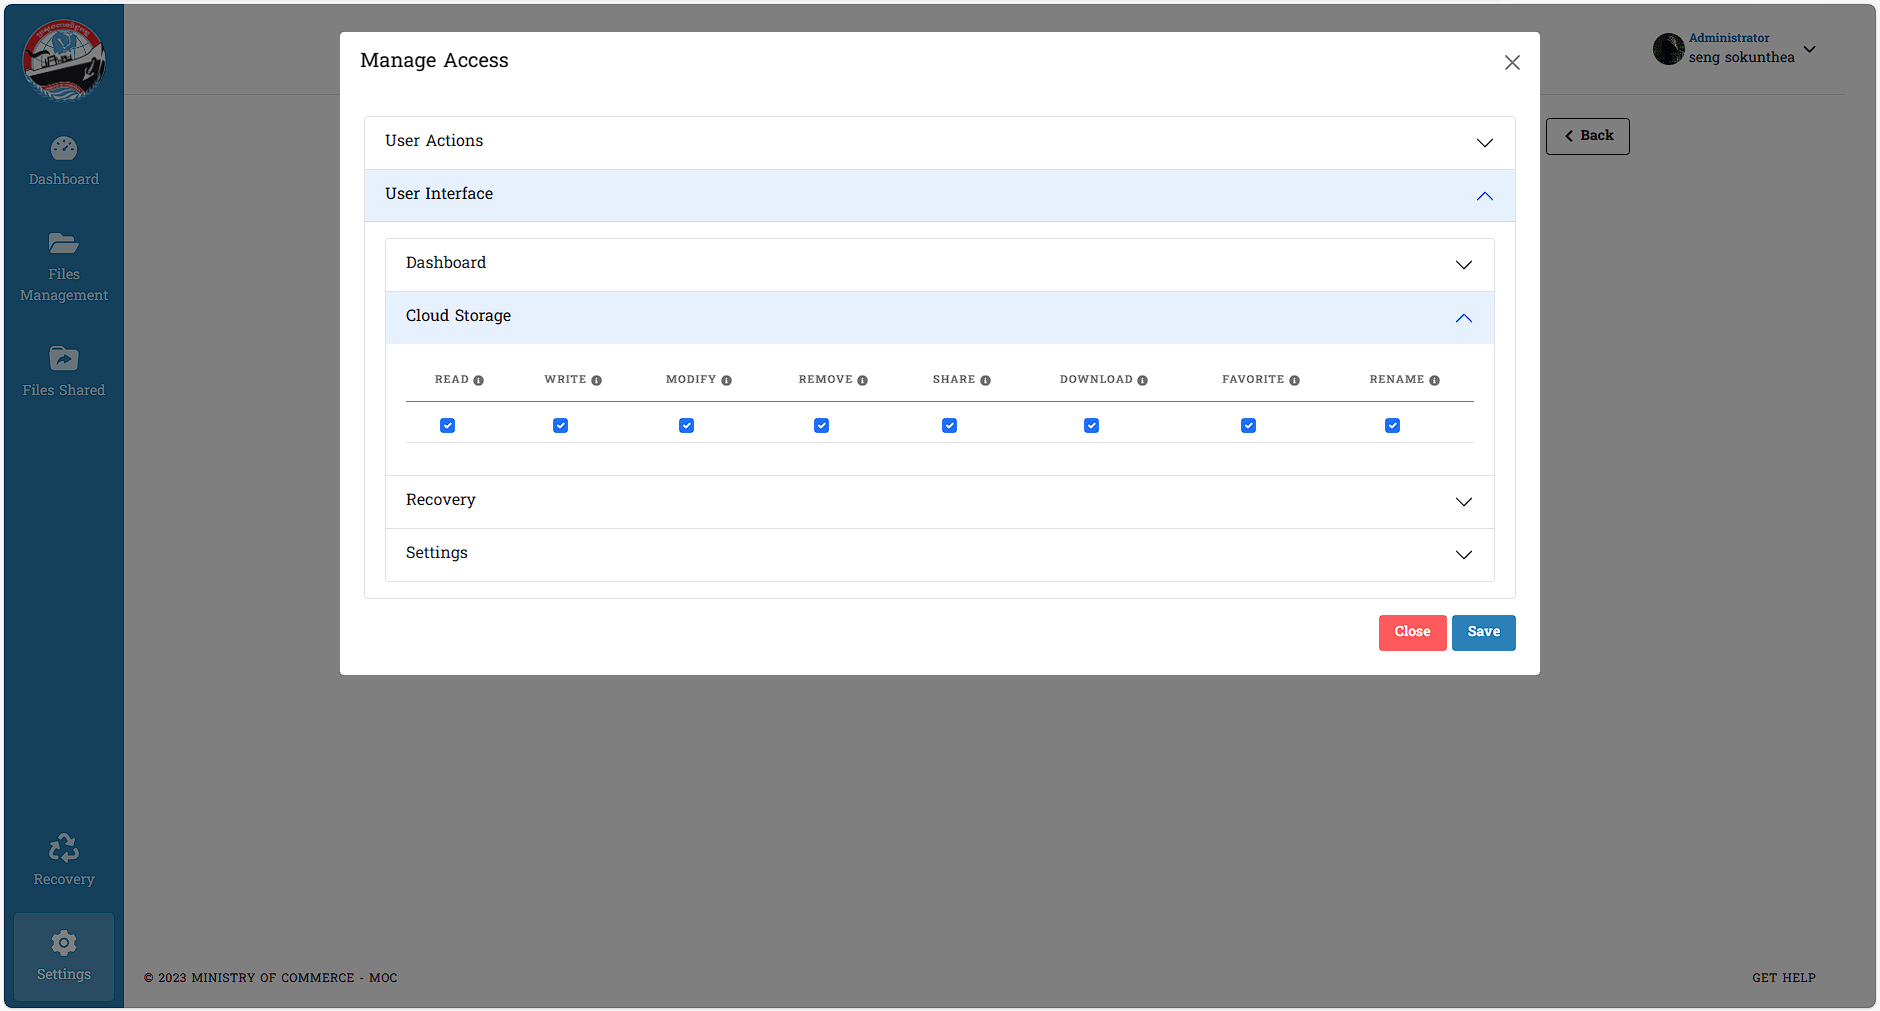 Manage Access
Administrator
seng sokunthea
Back
Dashboard
Files
Management
Files Shared
Recovery
Settings
User Actions
User Interface
Dashboard
Cloud Storage
READ WRITE MODIFY REMOVE SHARE DOWNLOAD FAVORITE RENAME
Recovery
Settings
Close Save
© 2023 MINISTRY OF COMMERCE - MOC
GET HELP